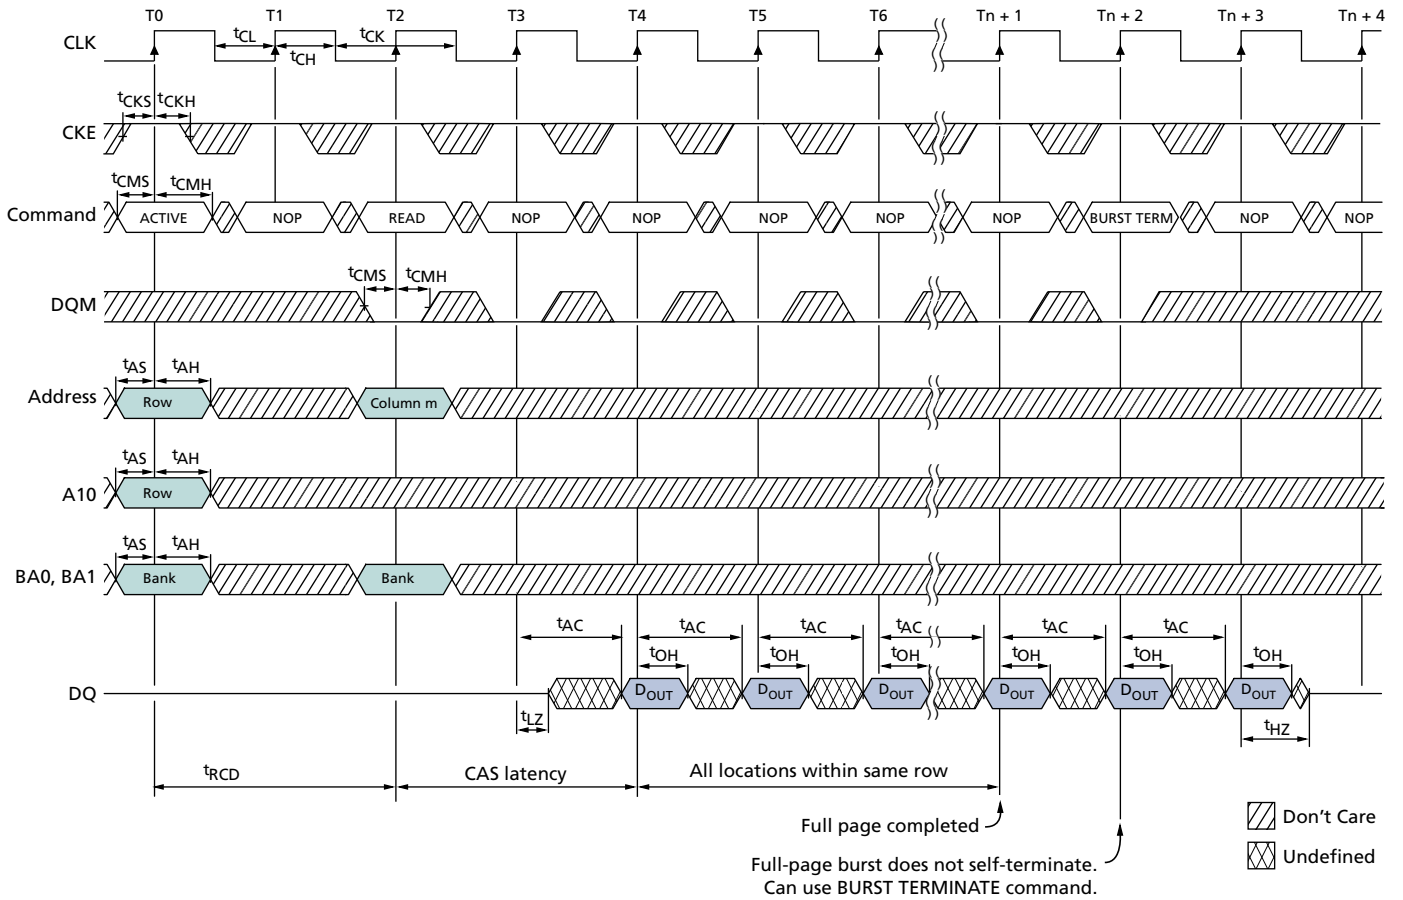 T0 T1 T2 T3 T4 T5 T6 Tn + 1 Tn + 2 Tn + 3 Tn + 4
CLK
tCL tCK
tCH
tCKS tCKH
CKE
tCMS tCMH
Command ACTIVE NOP READ NOP NOP NOP NOP NOP BURST TERM NOP NOP
tCMS tCMH
DQM
tAS tAH
Address Row Column m
tAS tAH
A10 Row
tAS tAH
BA0, BA1 Bank Bank
tAC tAC tAC tAC tAC tAC
tOH tOH tOH tOH tOH tOH
DQ DOUT DOUT DOUT DOUT DOUT DOUT
tLZ tHZ
tRCD CAS latency All locations within same row
Full page completed
Don't Care
Full-page burst does not self-terminate.
Can use BURST TERMINATE command.
Undefined